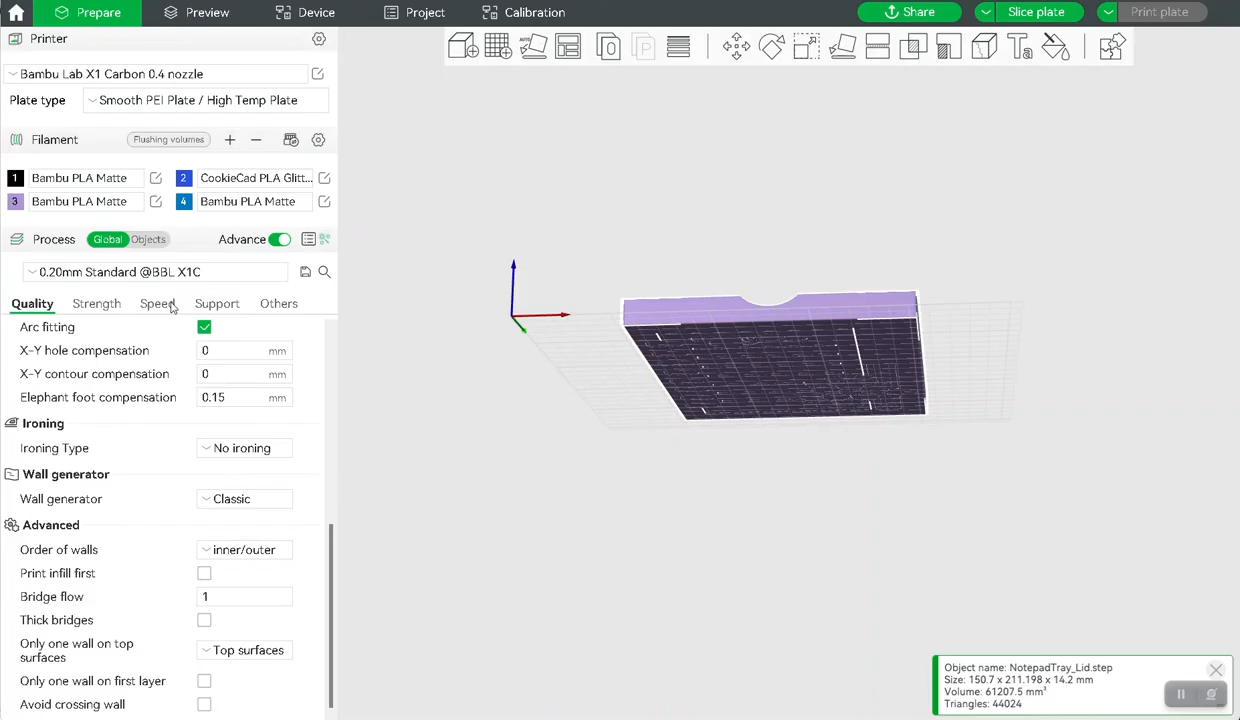 Prepare
Preview
Device
Project
Calibration
Share
Slice plate
Print plate
Printer
Bambu Lab X1 Carbon 0.4 nozzle
Plate type
Smooth PEI Plate / High Temp Plate
Filament
Flushing volumes
1
Bambu PLA Matte
2
CookieCad PLA Glitt...
3
Bambu PLA Matte
4
Bambu PLA Matte
Process
Global
Objects
Advance
0.20mm Standard @BBL X1C
Quality
Strength
Speed
Support
Others
Arc fitting
X-Y hole compensation
0
mm
X-Y contour compensation
0
mm
Elephant foot compensation
0.15
mm
Ironing
Ironing Type
No ironing
Wall generator
Wall generator
Classic
Advanced
Order of walls
inner/outer
Print infill first
Bridge flow
1
Thick bridges
Only one wall on top
surfaces
Top surfaces
Only one wall on first layer
Avoid crossing wall
AUTO
Object name: NotepadTray_Lid.step
Size: 150.7 x 211.198 x 14.2 mm
Volume: 61207.5 mm³
Triangles: 44024